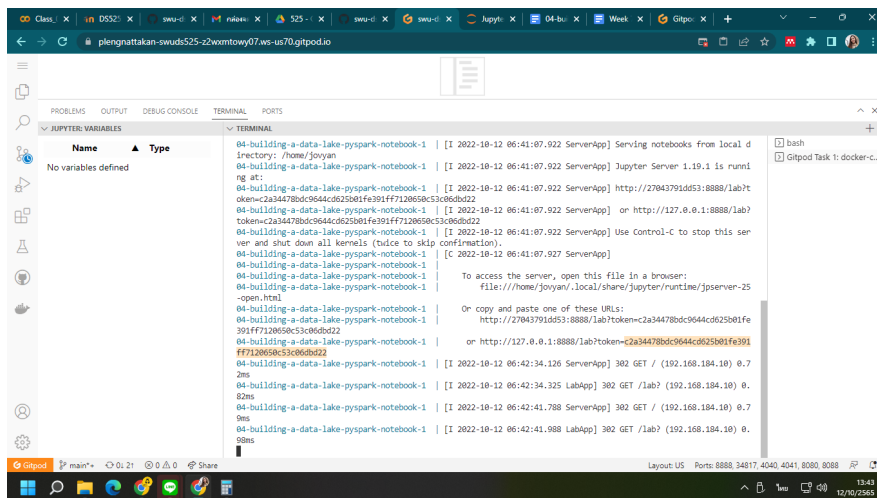 Class_
DS525
swu-d
525 - (
swu-d
swu-d
Jupyte
04-bui
Week
Gitpoc
plengnattakan-swuds525-z2wxmtowy07.ws-us70.gitpod.io
PROBLEMS OUTPUT DEBUG CONSOLE TERMINAL PORTS
JUPYTER: VARIABLES
TERMINAL
Name ▲ Type
No variables defined
bash
Gitpod Task 1: docker-c...
04-building-a-data-lake-pyspark-notebook-1 | [I 2022-10-12 06:41:07.922 ServerApp] Serving notebooks from local d
irectory: /home/jovyan
04-building-a-data-lake-pyspark-notebook-1 | [I 2022-10-12 06:41:07.922 ServerApp] Jupyter Server 1.19.1 is runni
ng at:
04-building-a-data-lake-pyspark-notebook-1 | [I 2022-10-12 06:41:07.922 ServerApp] http://27043791dd53:8888/lab?t
oken=c2a34478bdc9644cd625b01fe391ff7120650c53c06dbd22
04-building-a-data-lake-pyspark-notebook-1 | [I 2022-10-12 06:41:07.922 ServerApp]  or http://127.0.0.1:8888/lab?
token=c2a34478bdc9644cd625b01fe391ff7120650c53c06dbd22
04-building-a-data-lake-pyspark-notebook-1 | [I 2022-10-12 06:41:07.922 ServerApp] Use Control-C to stop this ser
ver and shut down all kernels (twice to skip confirmation).
04-building-a-data-lake-pyspark-notebook-1 | [C 2022-10-12 06:41:07.927 ServerApp]
04-building-a-data-lake-pyspark-notebook-1 |
04-building-a-data-lake-pyspark-notebook-1 | To access the server, open this file in a browser:
04-building-a-data-lake-pyspark-notebook-1 | file:///home/jovyan/.local/share/jupyter/runtime/jpserver-25
-open.html
04-building-a-data-lake-pyspark-notebook-1 | Or copy and paste one of these URLs:
04-building-a-data-lake-pyspark-notebook-1 | http://27043791dd53:8888/lab?token=c2a34478bdc9644cd625b01fe
391ff7120650c53c06dbd22
04-building-a-data-lake-pyspark-notebook-1 | or http://127.0.0.1:8888/lab?token=c2a34478bdc9644cd625b01fe391
ff7120650c53c06dbd22
04-building-a-data-lake-pyspark-notebook-1 | [I 2022-10-12 06:42:34.126 ServerApp] 302 GET / (192.168.184.10) 0.7
2ms
04-building-a-data-lake-pyspark-notebook-1 | [I 2022-10-12 06:42:34.325 LabApp] 302 GET /lab? (192.168.184.10) 0.
82ms
04-building-a-data-lake-pyspark-notebook-1 | [I 2022-10-12 06:42:41.788 ServerApp] 302 GET / (192.168.184.10) 0.7
9ms
04-building-a-data-lake-pyspark-notebook-1 | [I 2022-10-12 06:42:41.988 LabApp] 302 GET /lab? (192.168.184.10) 0.
98ms
Gitpod main*+ 0↓ 2↑ 0 0 Share
Layout: US Ports: 8888, 34817, 4040, 4041, 8080, 8088
ไทย
13:43
12/10/2565